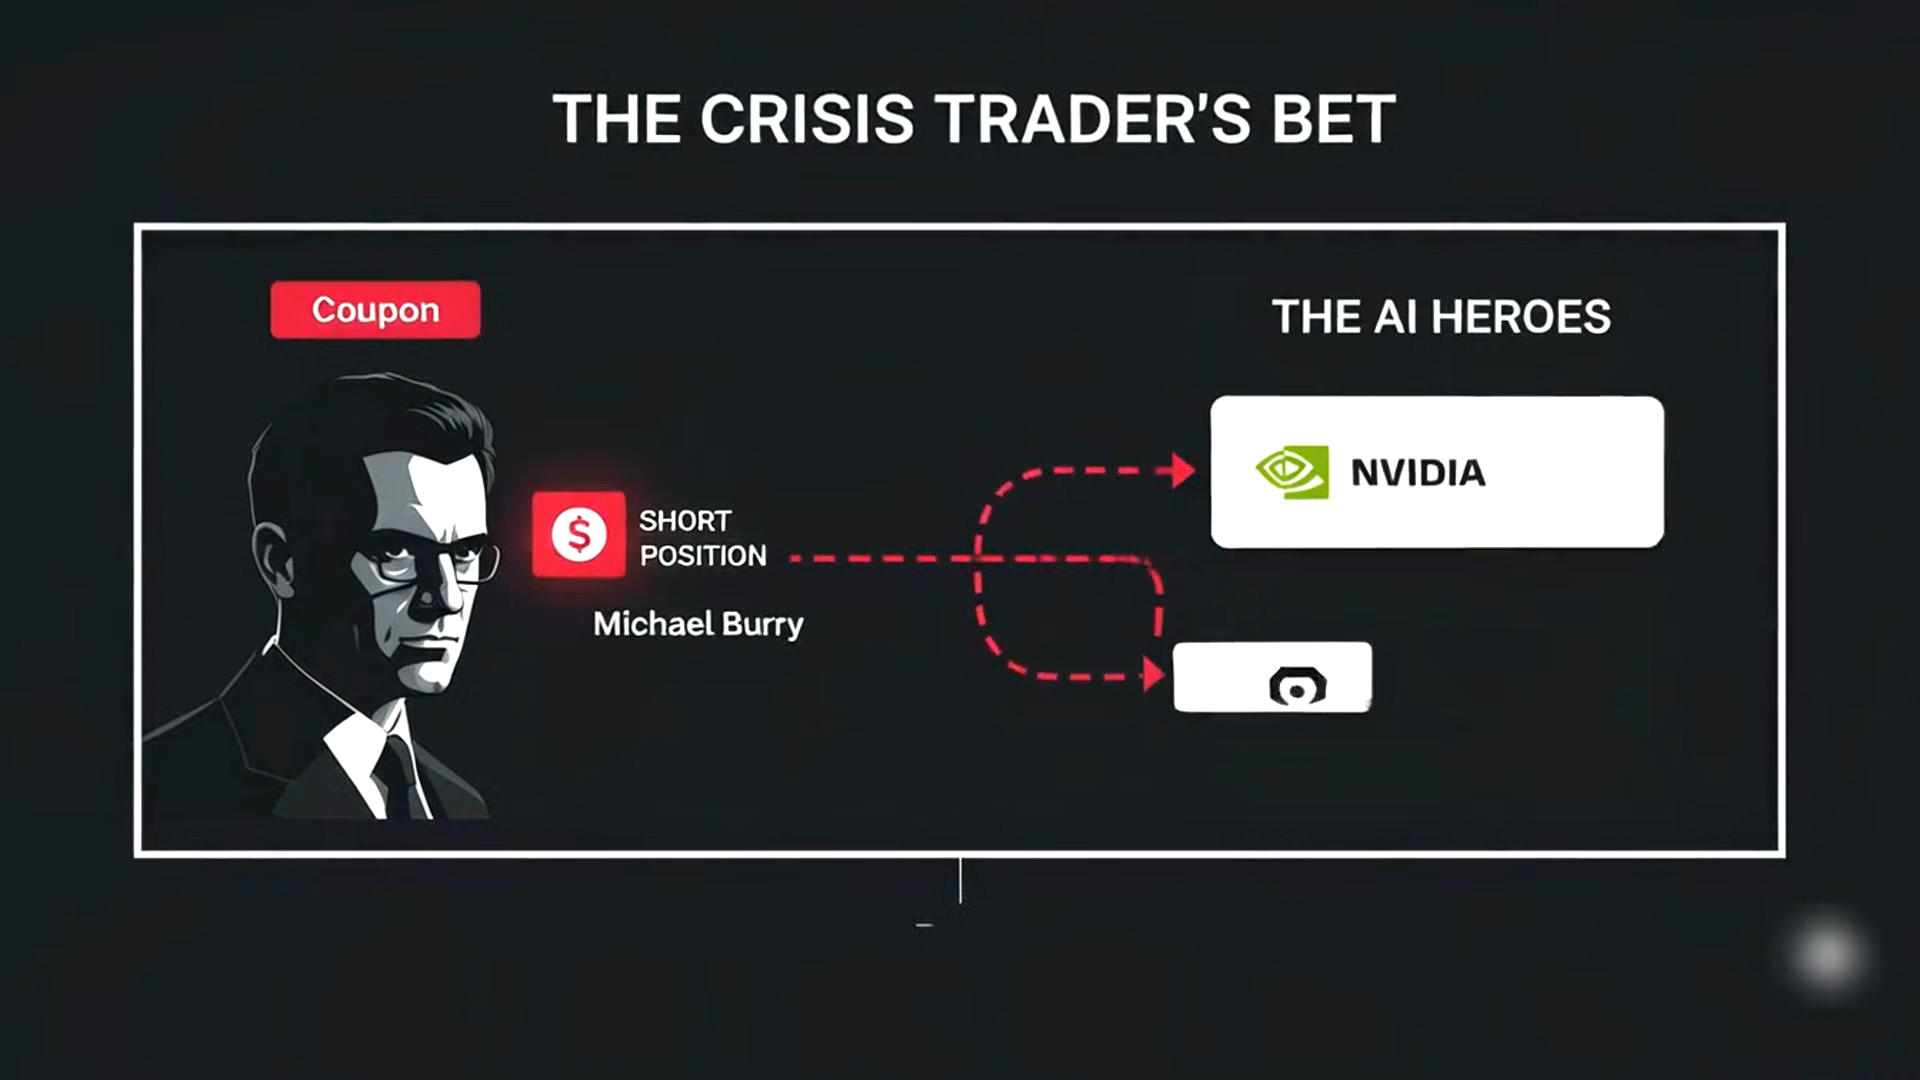 THE CRISIS TRADER'S BET
Coupon
THE AI HEROES
NVIDIA
$ SHORT
POSITION
Michael Burry